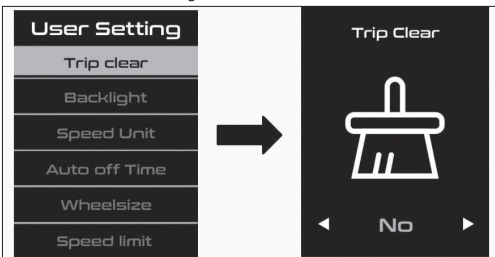 User Setting
Trip clear
Backlight
Speed Unit
Auto off Time
Wheelsize
Speed limit
Trip Clear
No